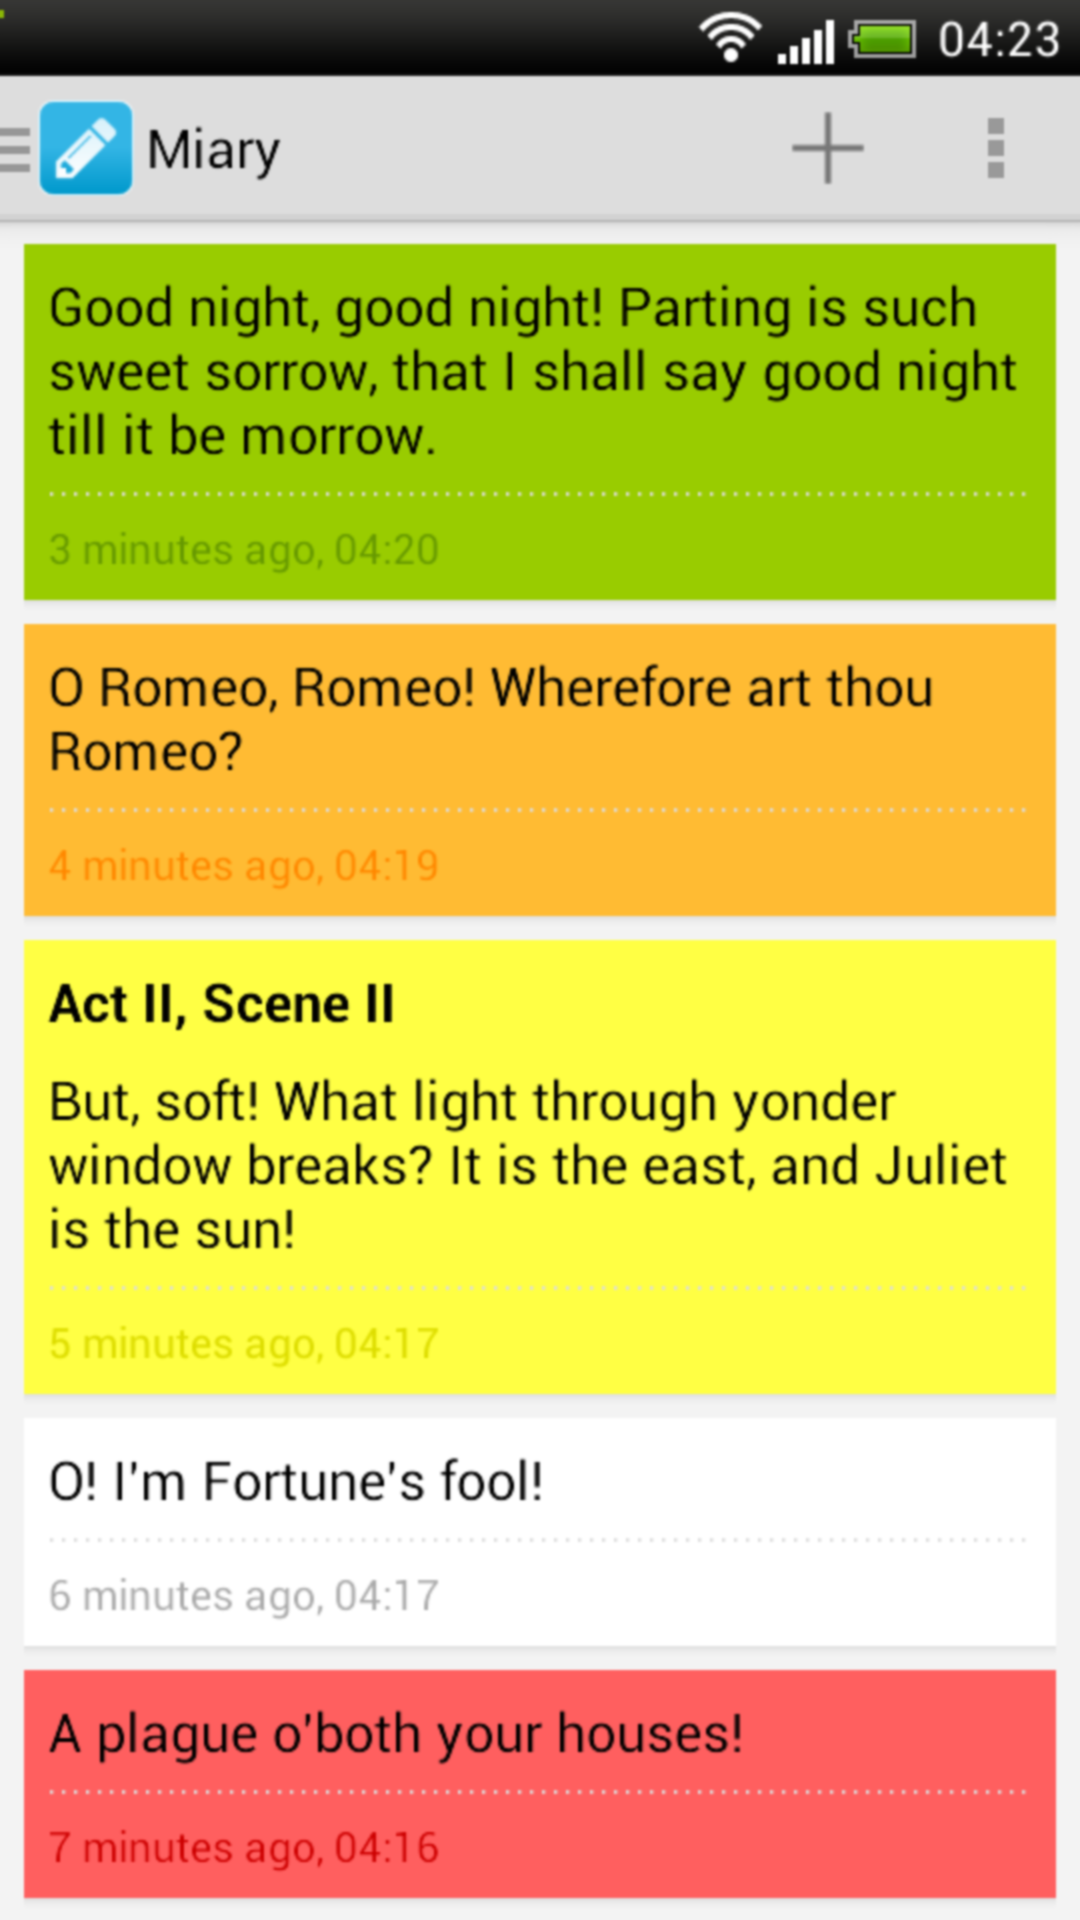 04:23
Miary
Good night, good night! Parting is such
sweet sorrow, that I shall say good night
till it be morrow.
3 minutes ago, 04:20
O Romeo, Romeo! Wherefore art thou
Romeo?
4 minutes ago, 04:19
Act II, Scene II
But, soft! What light through yonder
window breaks? It is the east, and Juliet
is the sun!
5 minutes ago, 04:17
O! I'm Fortune's fool!
6 minutes ago, 04:17
A plague o'both your houses!
7 minutes ago, 04:16